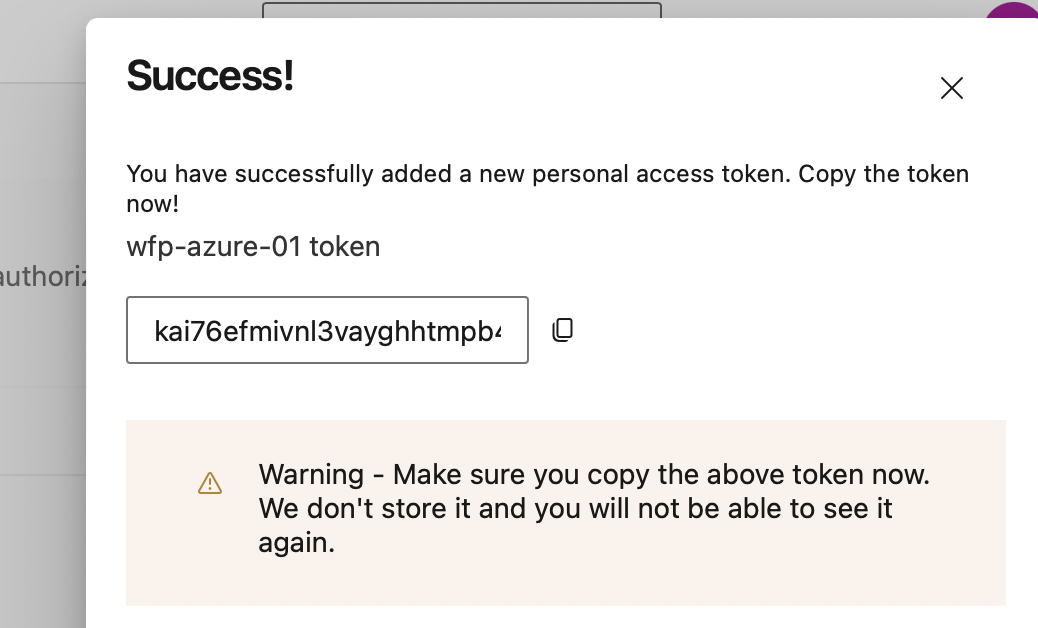 Success!
You have successfully added a new personal access token. Copy the token
now!
wfp-azure-01 token
authoriz
kai76efmivnl3vayghhtmpb4
Warning - Make sure you copy the above token now.
We don't store it and you will not be able to see it
again.